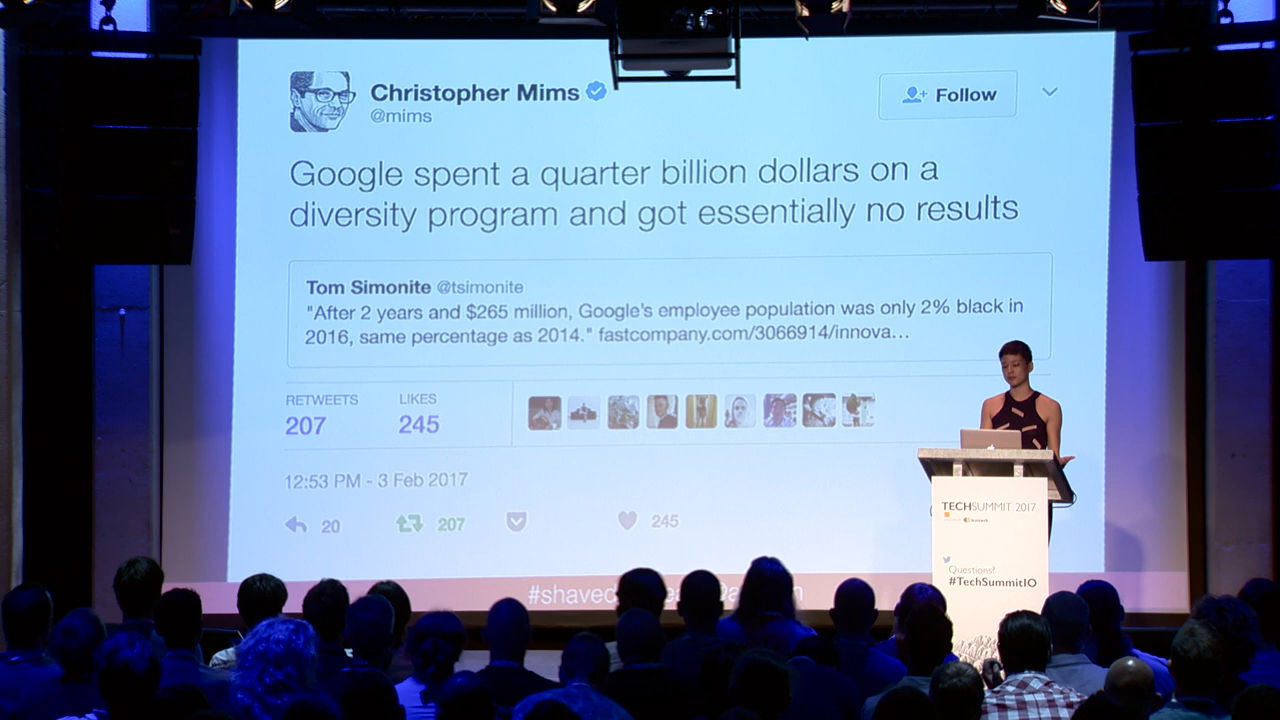 Christopher Mims
@mims
Follow
Google spent a quarter billion dollars on a
diversity program and got essentially no results
Tom Simonite @tsimonite
"After 2 years and $265 million, Google's employee population was only 2% black in
2016, same percentage as 2014." fastcompany.com/3066914/innova…
RETWEETS
LIKES
207
245
12:53 PM - 3 Feb 2017
20
207
245
TECHSUMMIT 2017
Questions?
#TechSummitIO